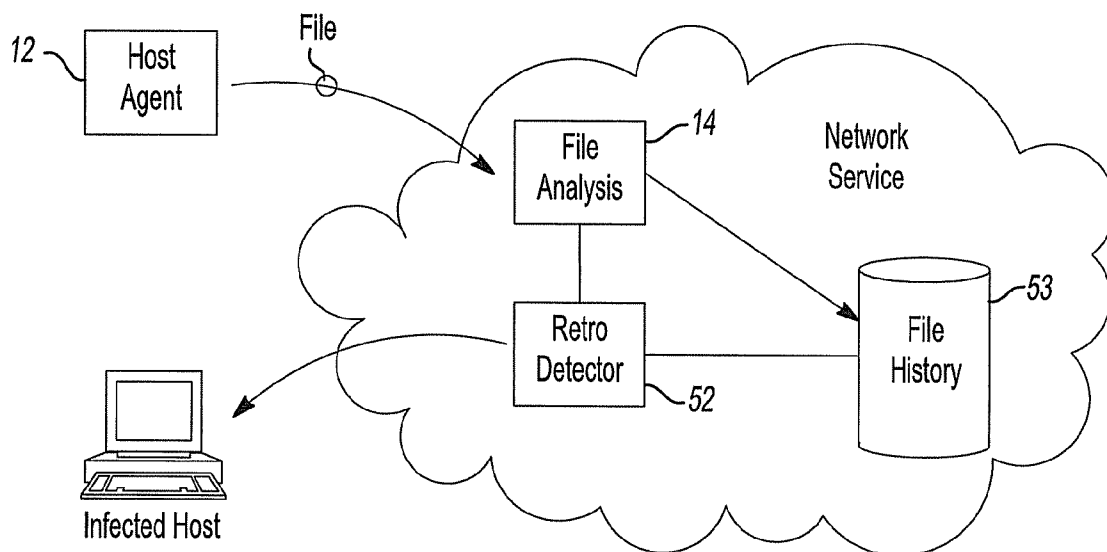 File
12
Host
Agent
14
File
Analysis
Network
Service
53
File
History
Retro
Detector
52
Infected Host